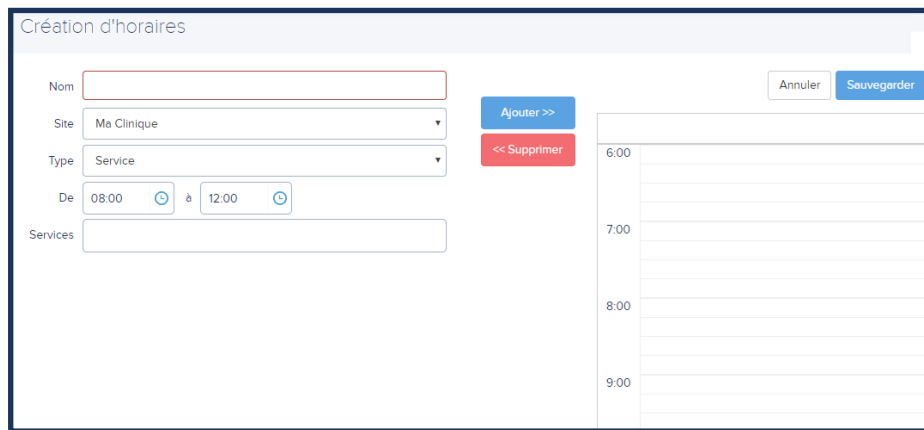 Création d'horaires
Nom
Site Ma Clinique
Type Service
De 08:00 à 12:00
Services
Ajouter >>
<< Supprimer
Annuler Sauvegarder
6:00
7:00
8:00
9:00